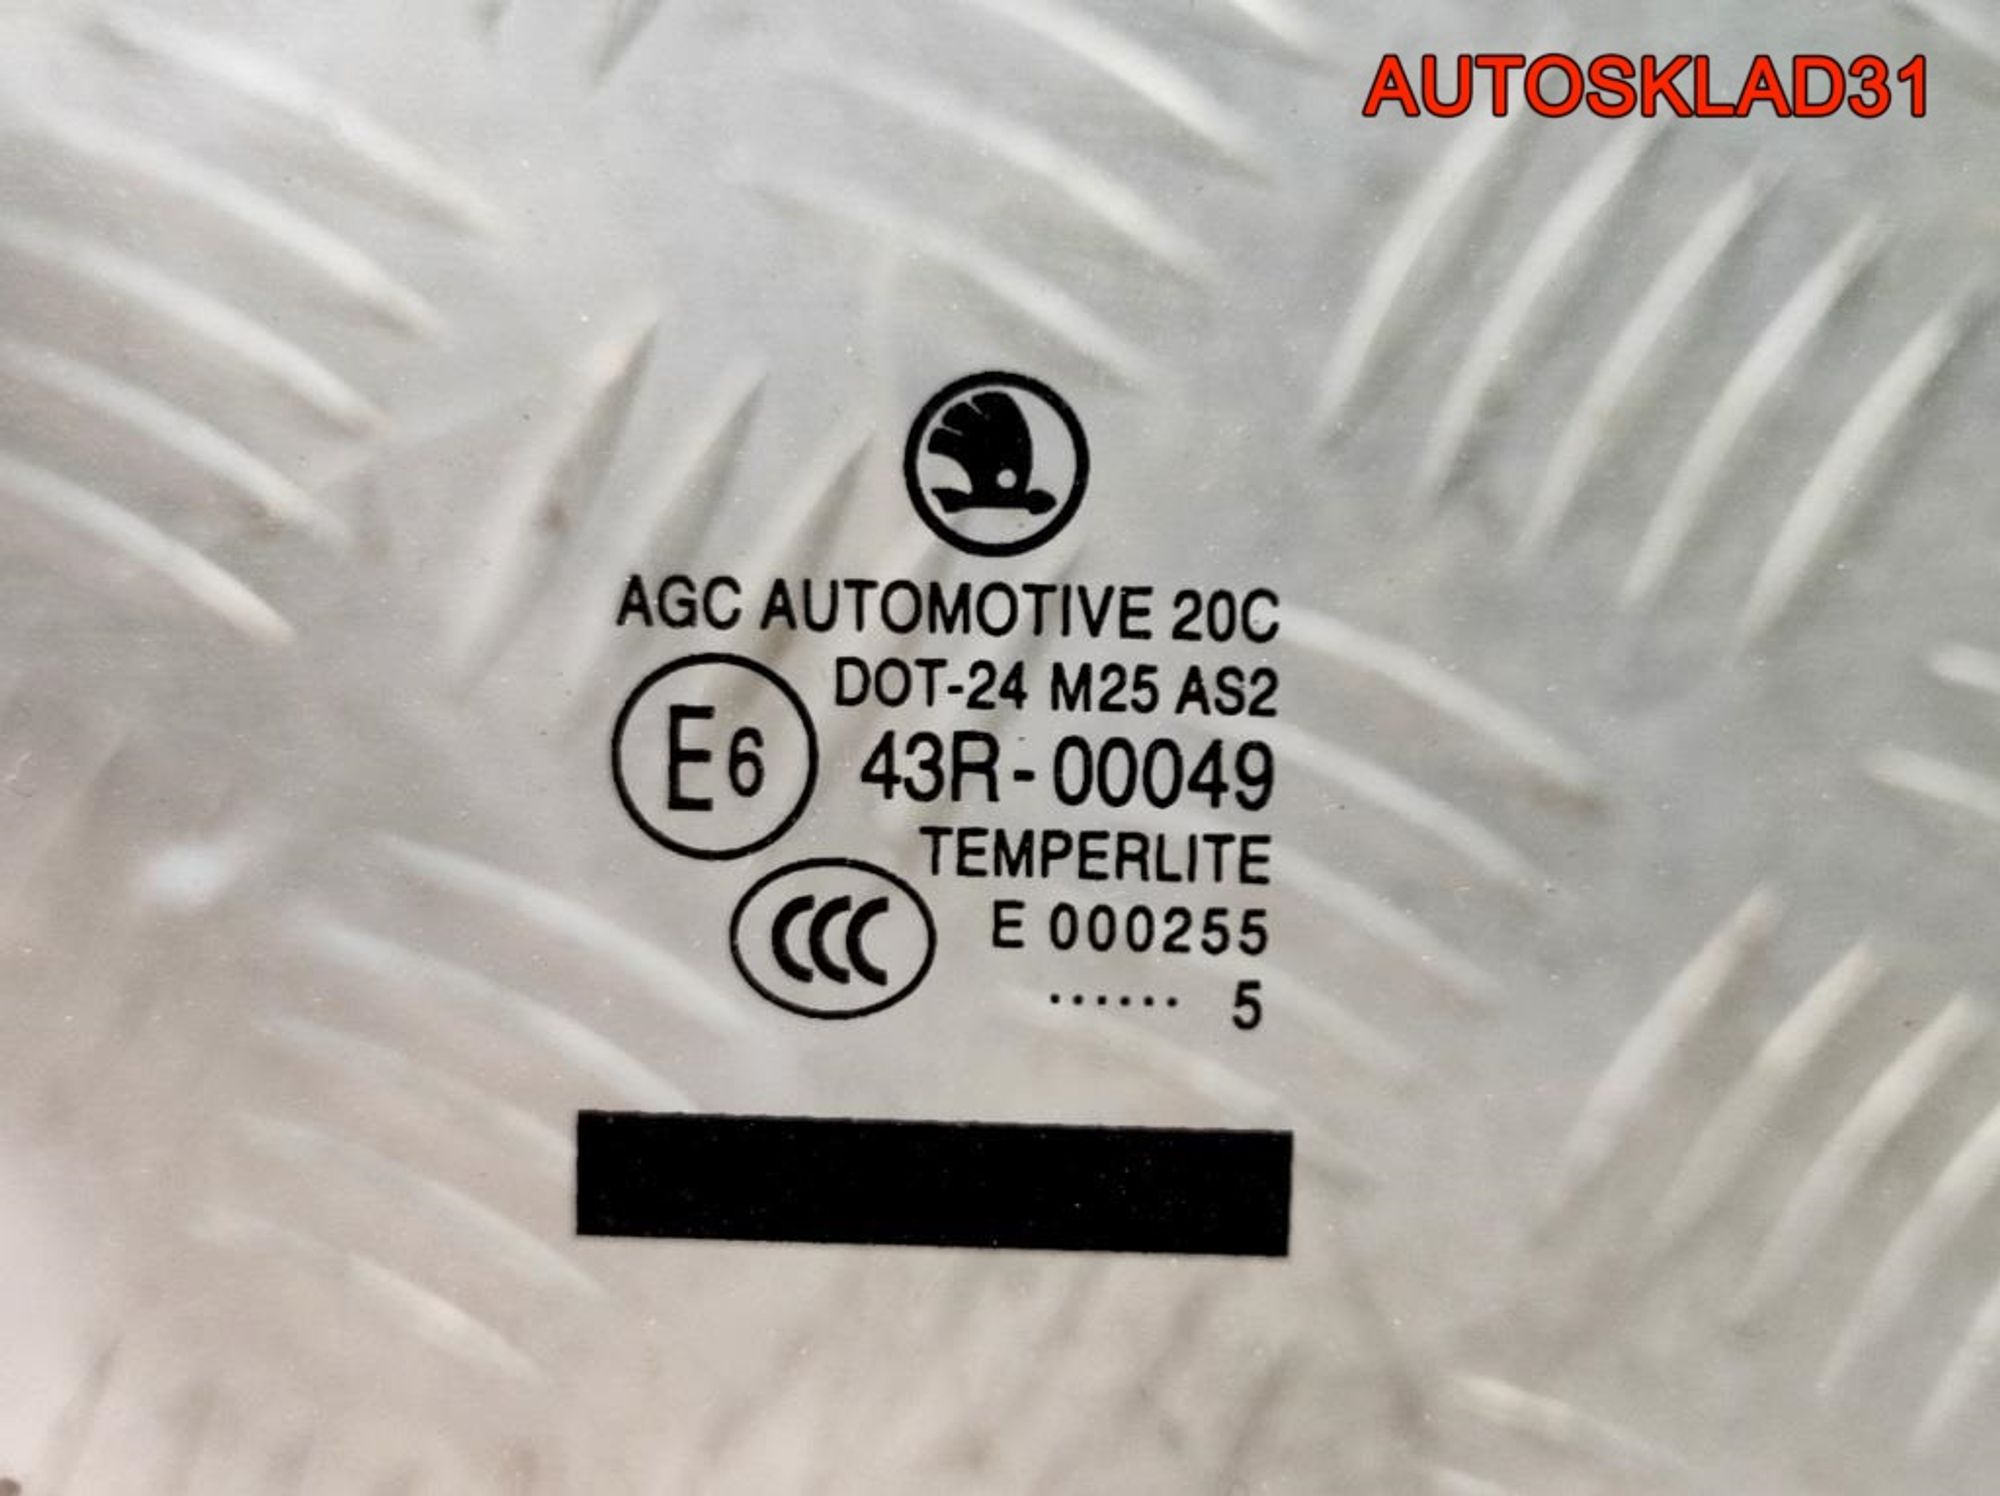 AUTOSKLAD31
AGC AUTOMOTIVE 20C
DOT-24 M25 AS2
E6 43R-00049
TEMPERLITE
CCC E 000255
...... 5